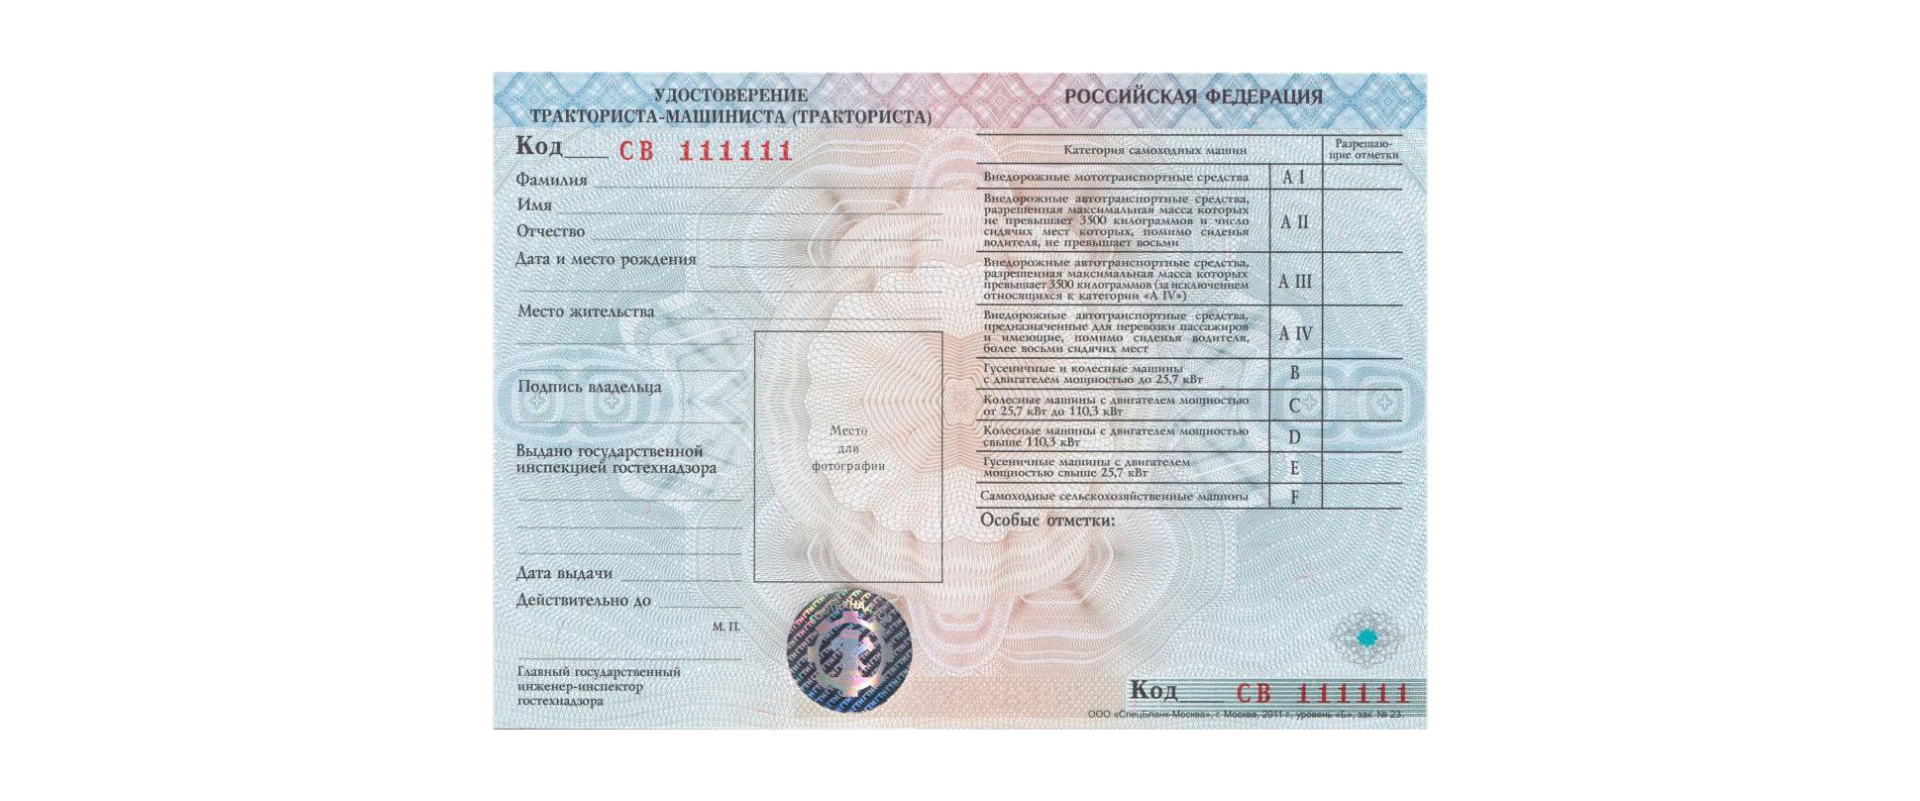 УДОСТОВЕРЕНИЕ
ТРАКТОРИСТА-МАШИНИСТА (ТРАКТОРИСТА)
Код СВ 111111
Фамилия
Имя
Отчество
Дата и место рождения
Место жительства
Подпись владельца
Выдано государственной
инспекцией гостехнадзора
Место
для
фотографии
Дата выдачи
Действительно до
М. П.
Главный государственный
инженер-инспектор
гостехнадзора
РОССИЙСКАЯ ФЕДЕРАЦИЯ
Категория самоходных машин
Разрешаю-
щие отметки
Внедорожные мототранспортные средства
А I
Внедорожные автотранспортные средства,
разрешенная максимальная масса которых
не превышает 3500 килограммов и число
сидячих мест которых, помимо сиденья
водителя, не превышает восьми
А II
Внедорожные автотранспортные средства,
разрешенная максимальная масса которых
превышает 3500 килограммов (за исключением
относящихся к категории «А IV»)
А III
Внедорожные автотранспортные средства,
предназначенные для перевозки пассажиров
и имеющие, помимо сиденья водителя,
более восьми сидячих мест
А IV
Гусеничные и колесные машины
с двигателем мощностью до 25,7 кВт
B
Колесные машины с двигателем мощностью
от 25,7 кВт до 110,3 кВт
C
Колесные машины с двигателем мощностью
свыше 110,3 кВт
D
Гусеничные машины с двигателем
мощностью свыше 25,7 кВт
E
Самоходные сельскохозяйственные машины
F
Особые отметки:
Код СВ 111111
ООО «СпецБланк-Москва», г. Москва, 2011 г., уровень «Б», зак. № 23.